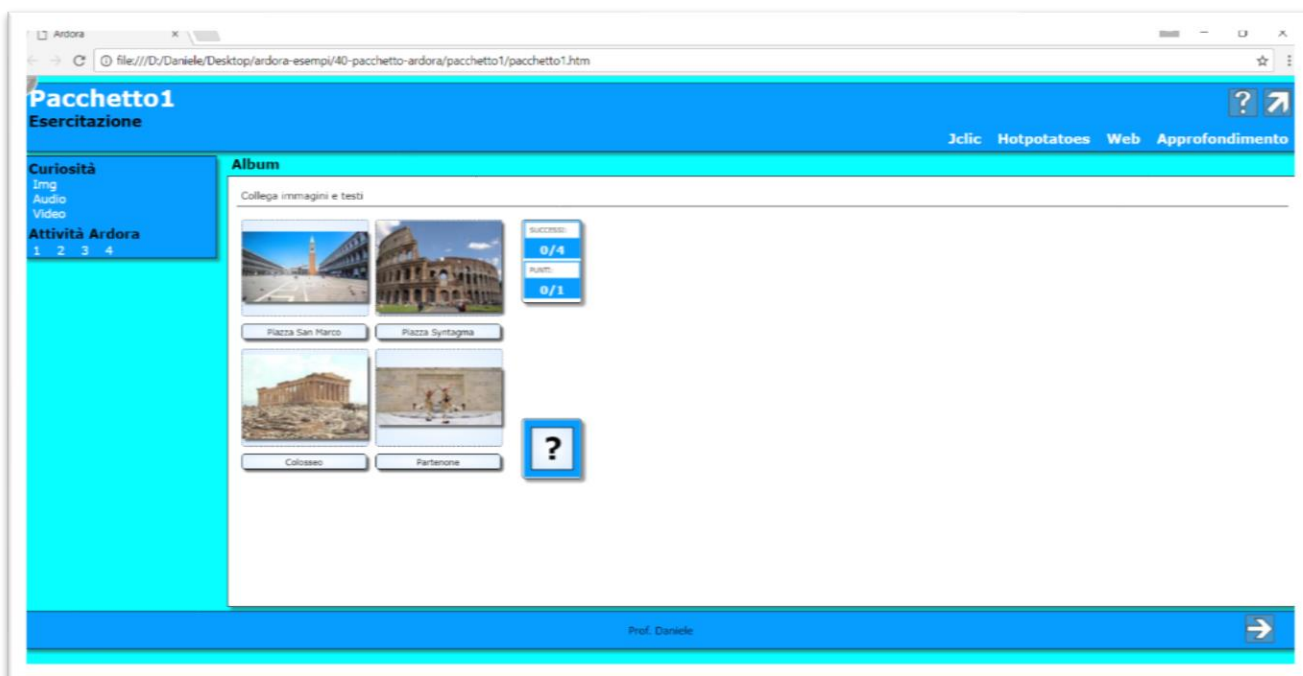 Ardora
file:///D:/Daniele/Desktop/ardora-esempi/40-pacchetto-ardora/pacchetto1/pacchetto1.htm
Pacchetto1
?
Esercitazione
Jclic Hotpotatoes Web Approfondimento
Curiosità
Img
Audio
Video
Attività Ardora
1 2 3 4
Album
Collega immagini e testi
SUCCESSI:
0/4
PUNTI:
0/1
Piazza San Marco
Piazza Syntagma
Colosseo
Partenone
?
Prof. Daniele